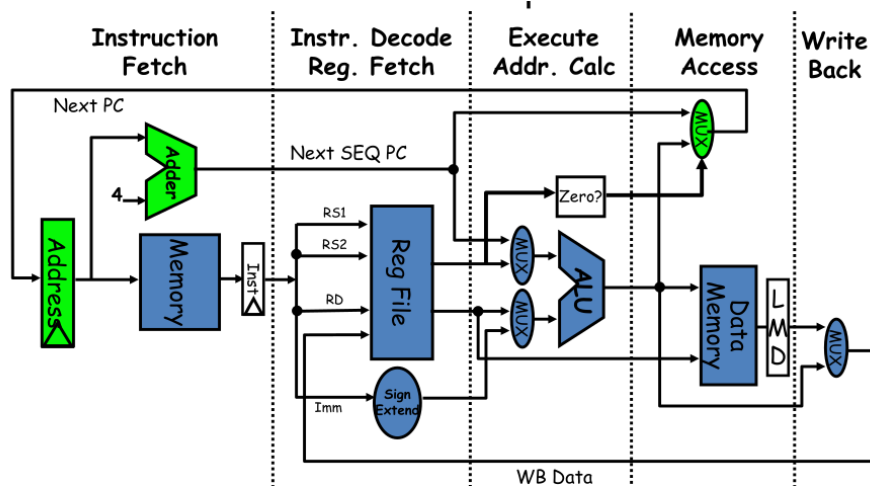 Instruction
Fetch
Instr. Decode
Reg. Fetch
Execute
Addr. Calc
Memory
Access
Write
Back
Next PC
MUX
Adder
Next SEQ PC
4
Zero?
RS1
RS2
RD
Reg File
Address
Memory
Inst
MUX
MUX
ALU
Data
Memory
L
M
D
MUX
Imm
Sign
Extend
WB Data